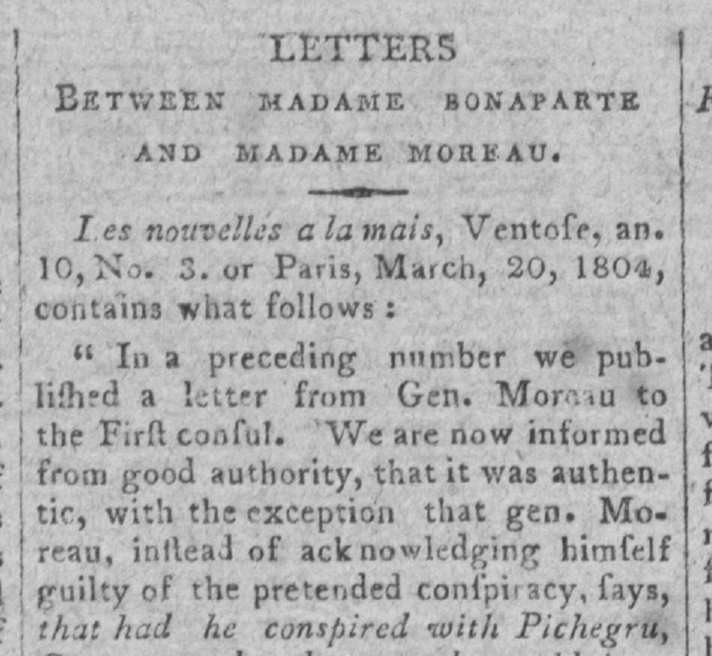 LETTERS
BETWEEN MADAME BONAPARTE
AND MADAME MOREAU.
Les nouvelles a la mais, Ventoſe, an.
10, No. 3. or Paris, March, 20, 1804,
contains what follows :
“ In a preceding number we pub-
liſhed a letter from Gen. Moreau to
the Firſt conſul. We are now informed
from good authority, that it was authen-
tic, with the exception that gen. Mo-
reau, inſtead of acknowledging himſelf
guilty of the pretended conſpiracy, ſays,
that had he conspired with Pichegru,